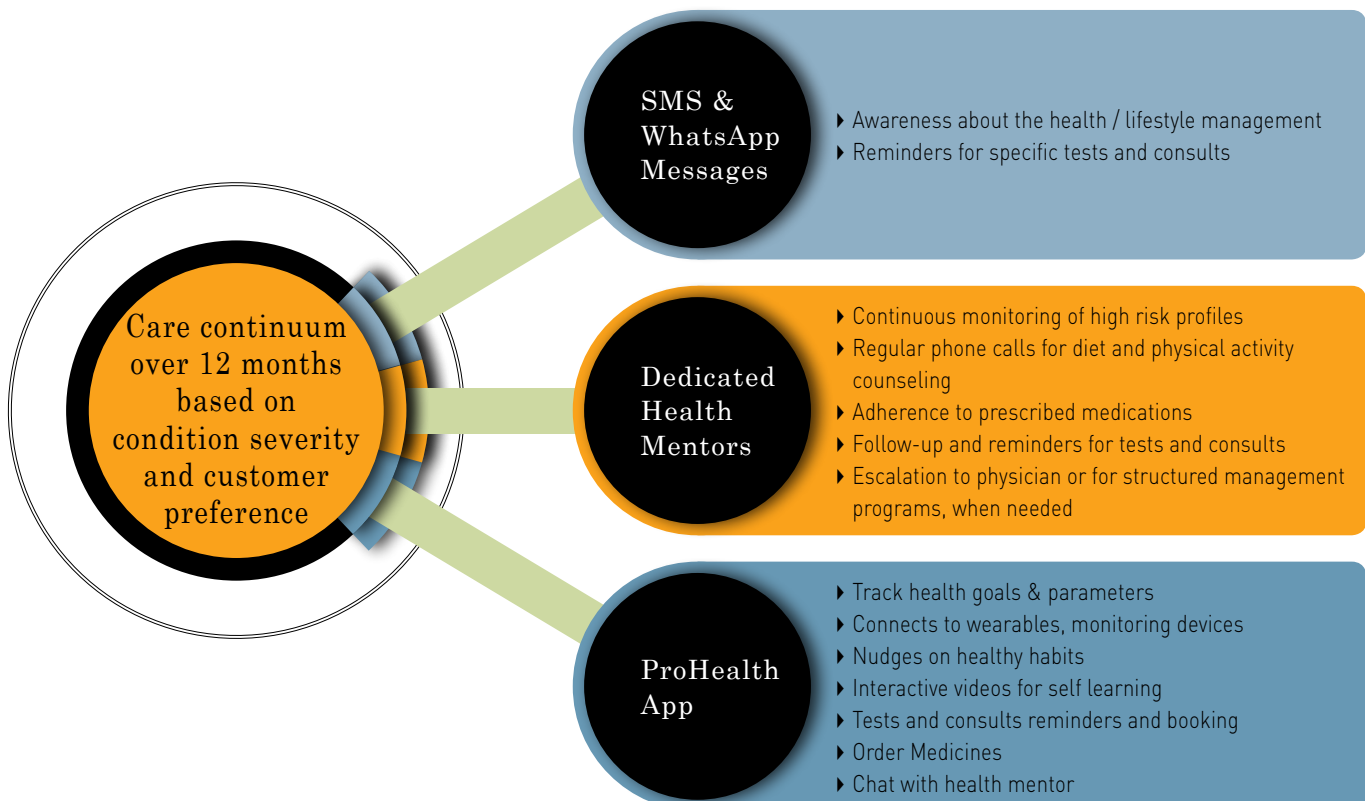 Care continuum
over 12 months
based on
condition severity
and customer
preference
SMS &
WhatsApp
Messages
Awareness about the health / lifestyle management
Reminders for specific tests and consults
Dedicated
Health
Mentors
Continuous monitoring of high risk profiles
Regular phone calls for diet and physical activity
counseling
Adherence to prescribed medications
Follow-up and reminders for tests and consults
Escalation to physician or for structured management
programs, when needed
ProHealth
App
Track health goals & parameters
Connects to wearables, monitoring devices
Nudges on healthy habits
Interactive videos for self learning
Tests and consults reminders and booking
Order Medicines
Chat with health mentor